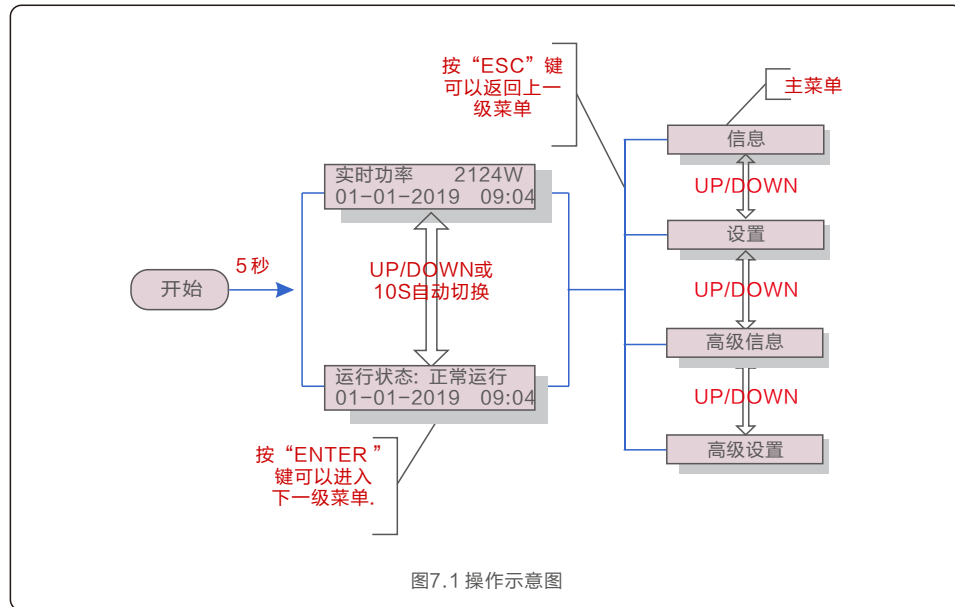 按“ESC”键
可以返回上一
级菜单
主菜单
信息
实时功率 2124W
01-01-2019 09:04
UP/DOWN
设置
5秒
开始
UP/DOWN或
10S自动切换
UP/DOWN
高级信息
运行状态: 正常运行
01-01-2019 09:04
UP/DOWN
高级设置
按“ENTER”
键可以进入
下一级菜单.
图7.1 操作示意图